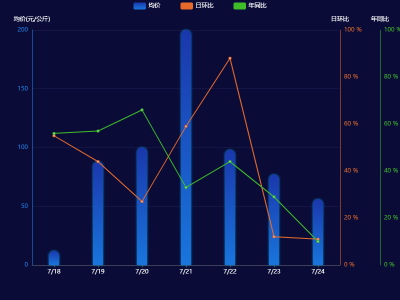 均价 日环比 年同比
均价(元/公斤) 日环比 年同比
200 100 % 100 %
150 80 % 80 %
60 % 60 %
100 40 % 40 %
50 20 % 20 %
0 0 % 0 %
7/18 7/19 7/20 7/21 7/22 7/23 7/24